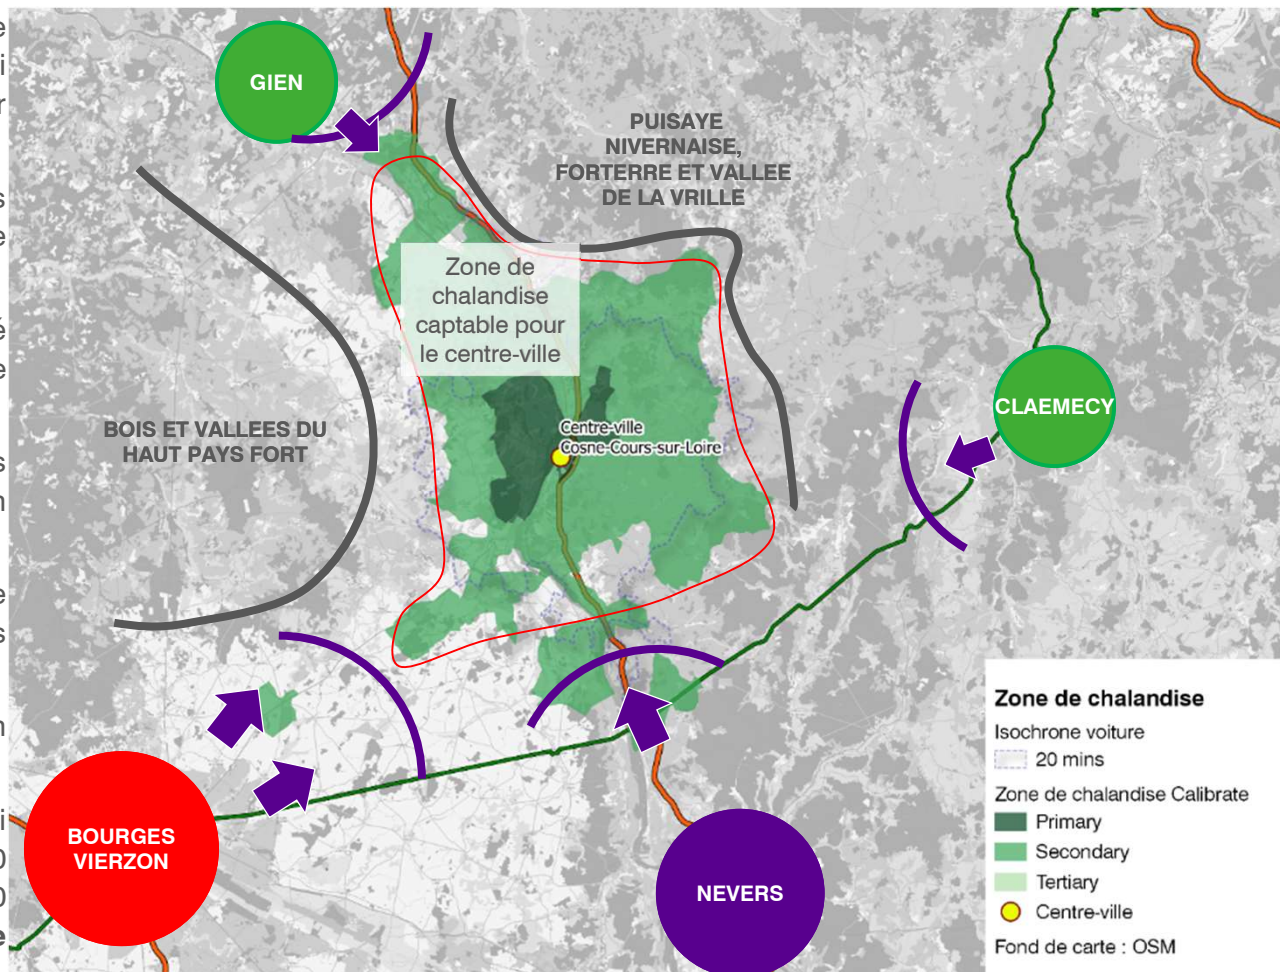 GIEN
PUISAYE
NIVERNAISE,
FORTERRE ET VALLEE
DE LA VRILLE
Zone de
chalandise
captable pour
le centre-ville
CLAEMECY
BOIS ET VALLEES DU
HAUT PAYS FORT
Centre-ville
Cosne-Cours-sur-Loire
BOURGES
VIERZON
NEVERS
Zone de chalandise
Isochrone voiture
20 mins
Zone de chalandise Calibrate
Primary
Secondary
Tertiary
Centre-ville
Fond de carte : OSM